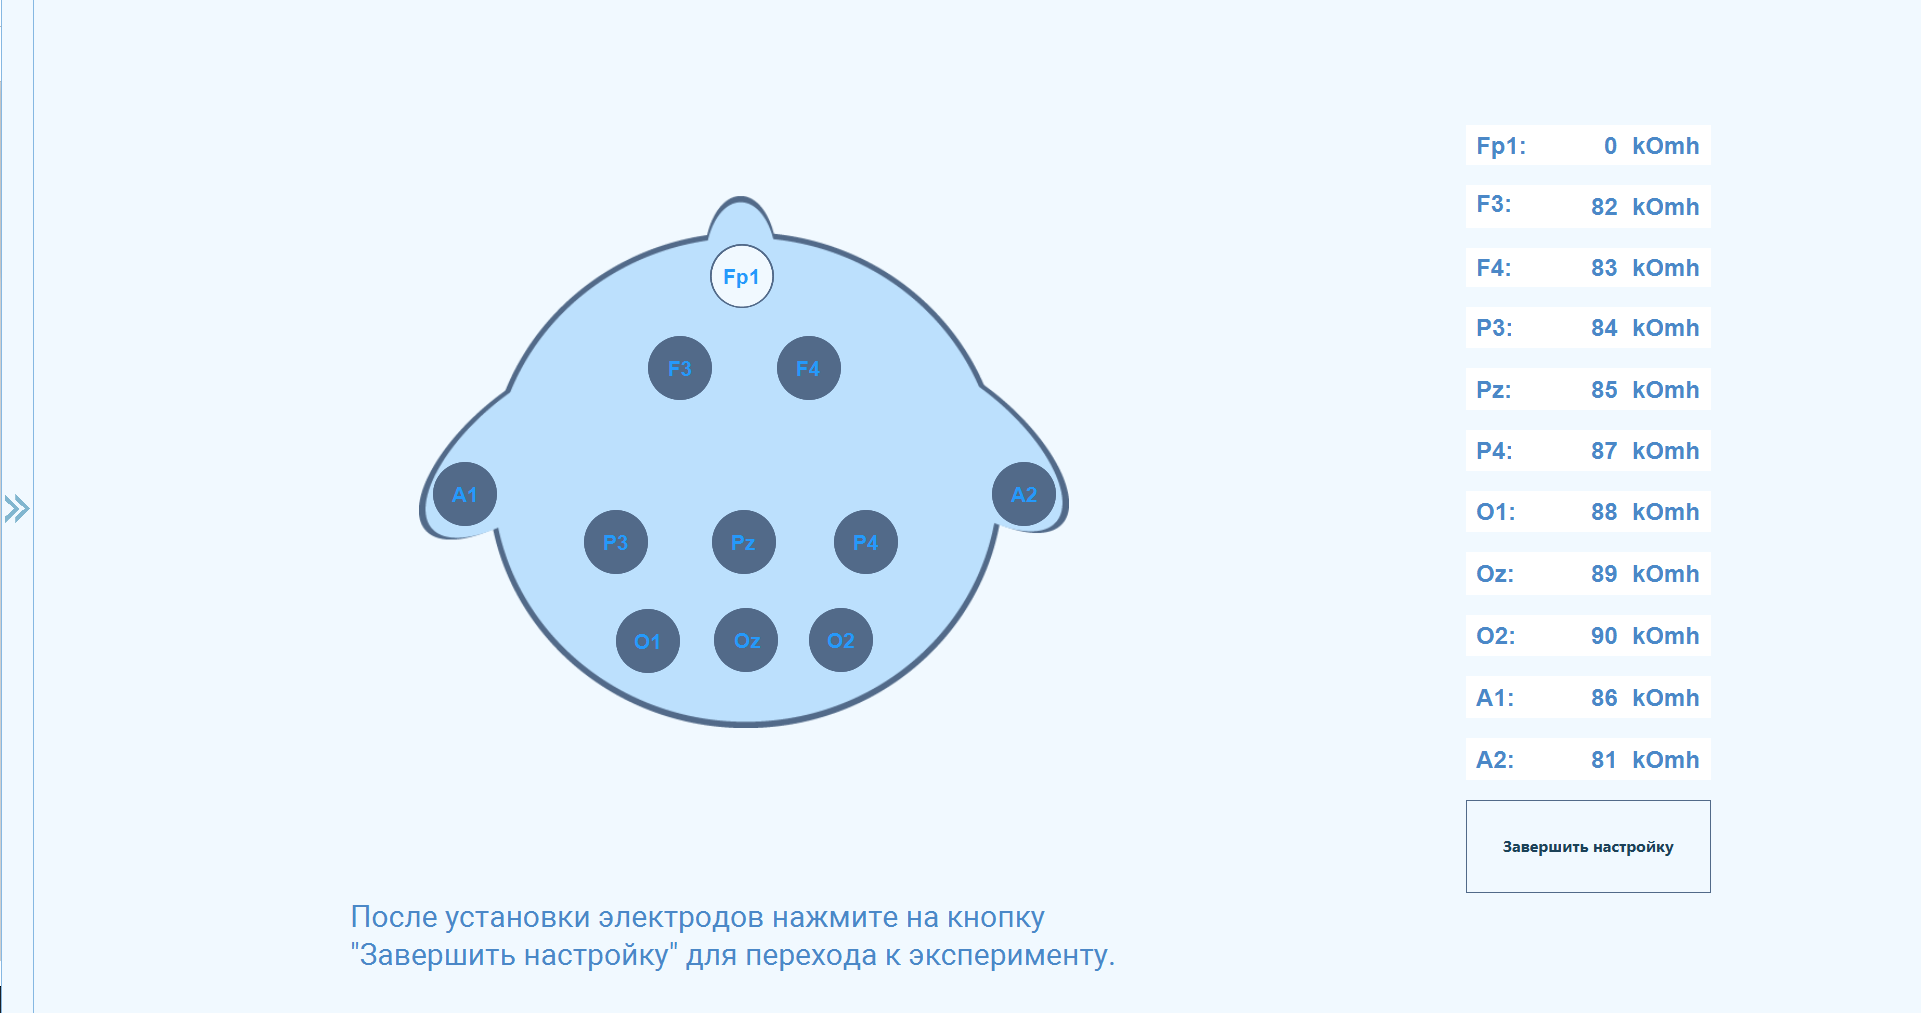 Fp1
F3 F4
A1 A2
P3 Pz P4
O1 Oz O2
Fp1: 0 kOmh
F3: 82 kOmh
F4: 83 kOmh
P3: 84 kOmh
Pz: 85 kOmh
P4: 87 kOmh
O1: 88 kOmh
Oz: 89 kOmh
O2: 90 kOmh
A1: 86 kOmh
A2: 81 kOmh
Завершить настройку
После установки электродов нажмите на кнопку
"Завершить настройку" для перехода к эксперименту.